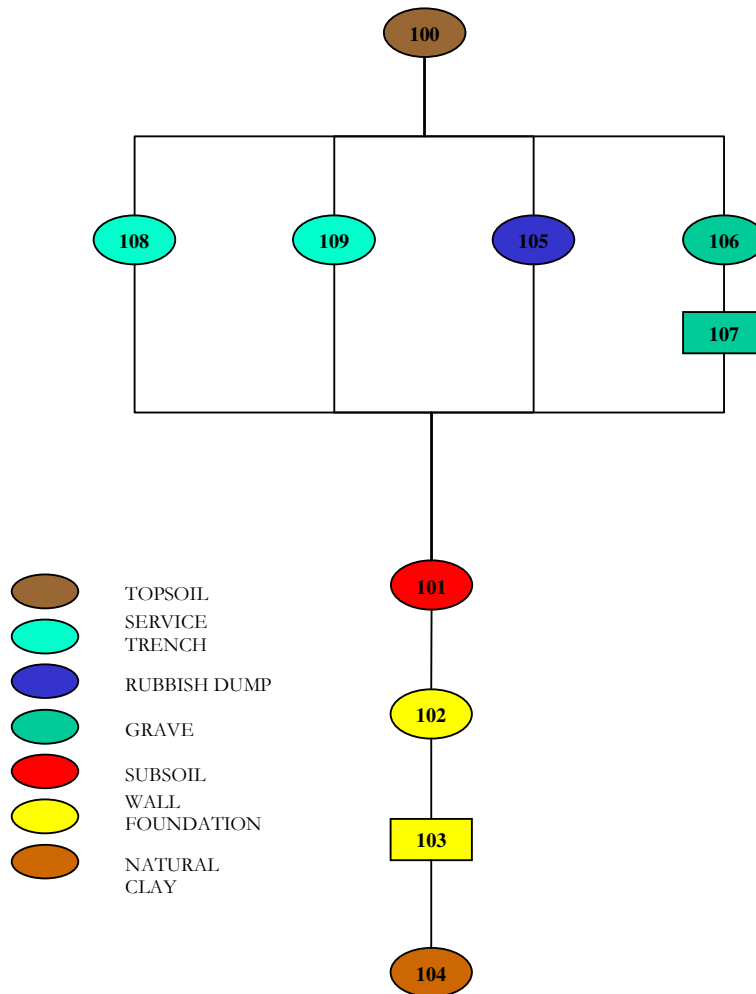 100
108 109 105 106
107
101
102
103
104
TOPSOIL
SERVICE
TRENCH
RUBBISH DUMP
GRAVE
SUBSOIL
WALL
FOUNDATION
NATURAL
CLAY